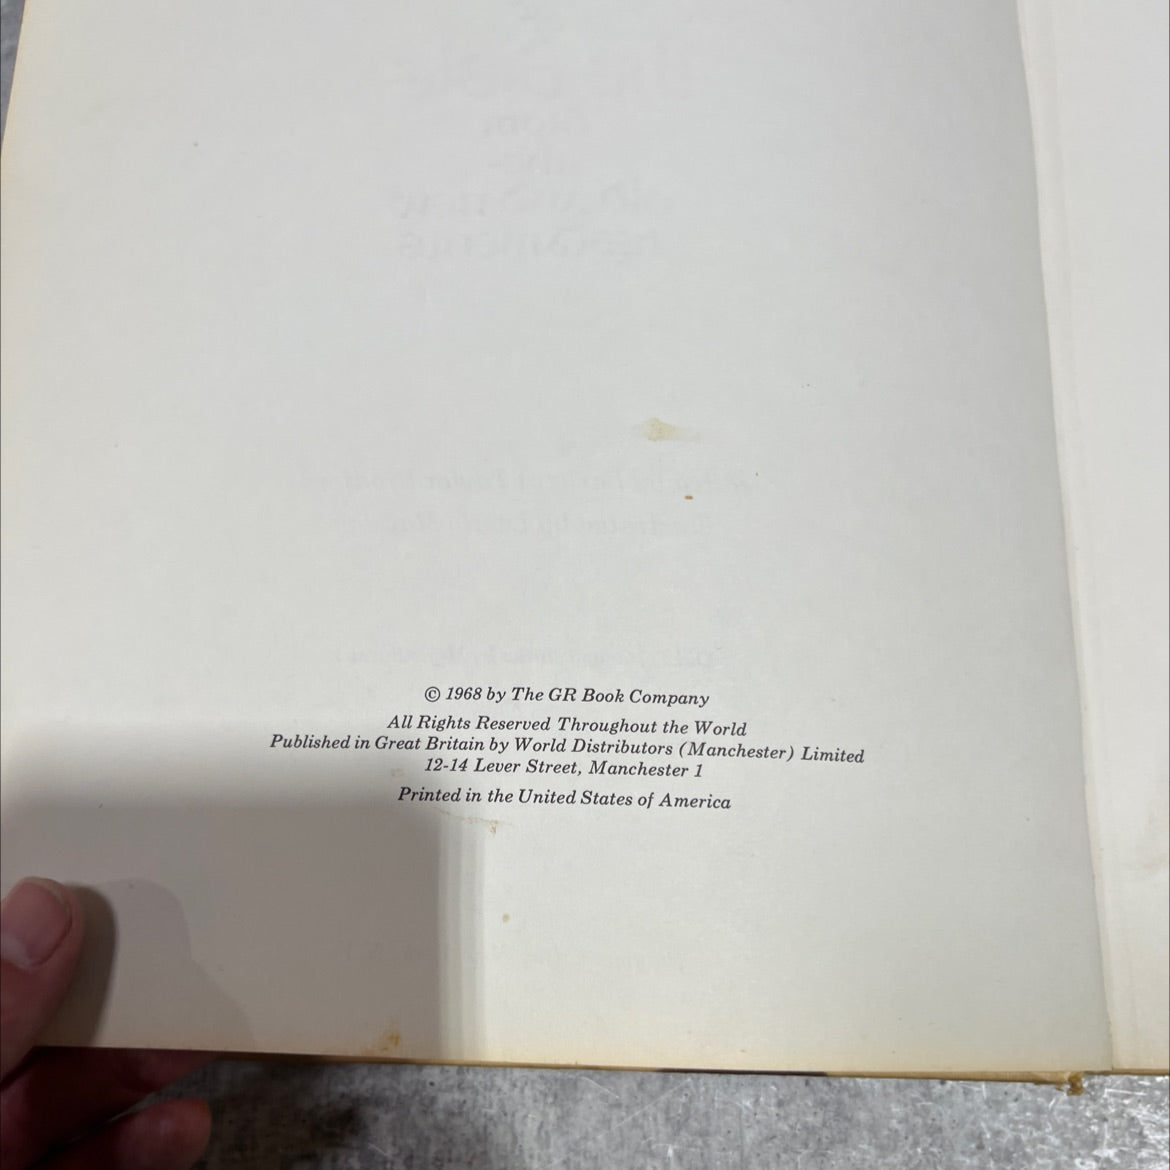 © 1968 by The GR Book Company
All Rights Reserved Throughout the World
Published in Great Britain by World Distributors (Manchester) Limited
12-14 Lever Street, Manchester 1
Printed in the United States of America